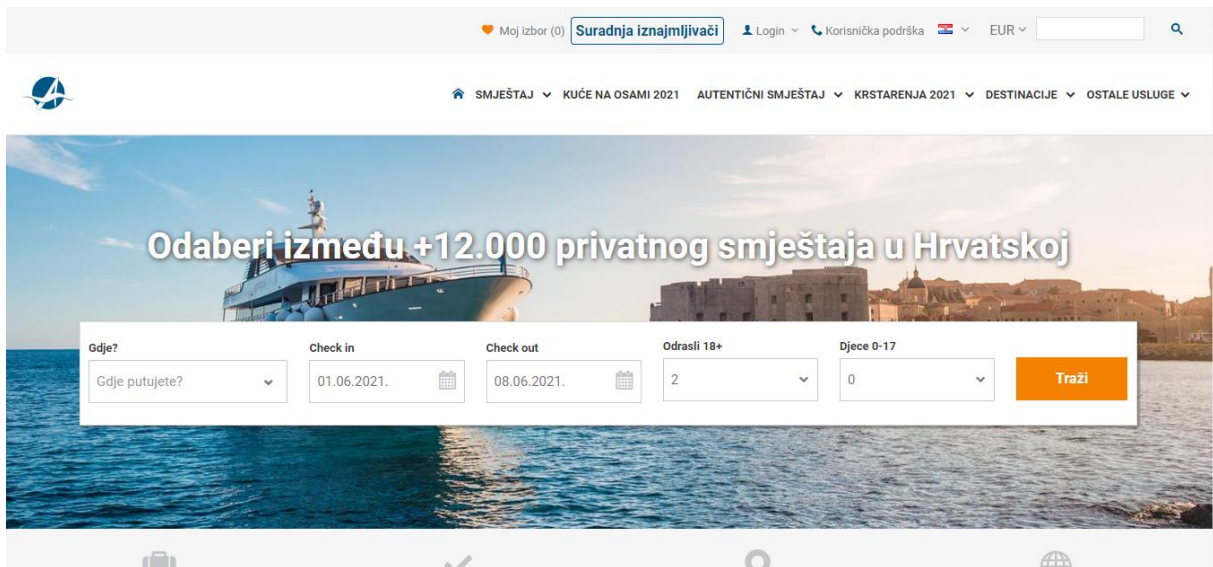 Moj izbor (0) Suradnja iznajmljivači Login Korisnička podrška EUR
SMJEŠTAJ KUĆE NA OSAMI 2021 AUTENTIČNI SMJEŠTAJ KRSTARENJA 2021 DESTINACIJE OSTALE USLUGE
Odaberi između +12.000 privatnog smještaja u Hrvatskoj
Gdje? Check in Check out Odrasli 18+ Djece 0-17
Gdje putujete? 01.06.2021. 08.06.2021. 2 0 Traži